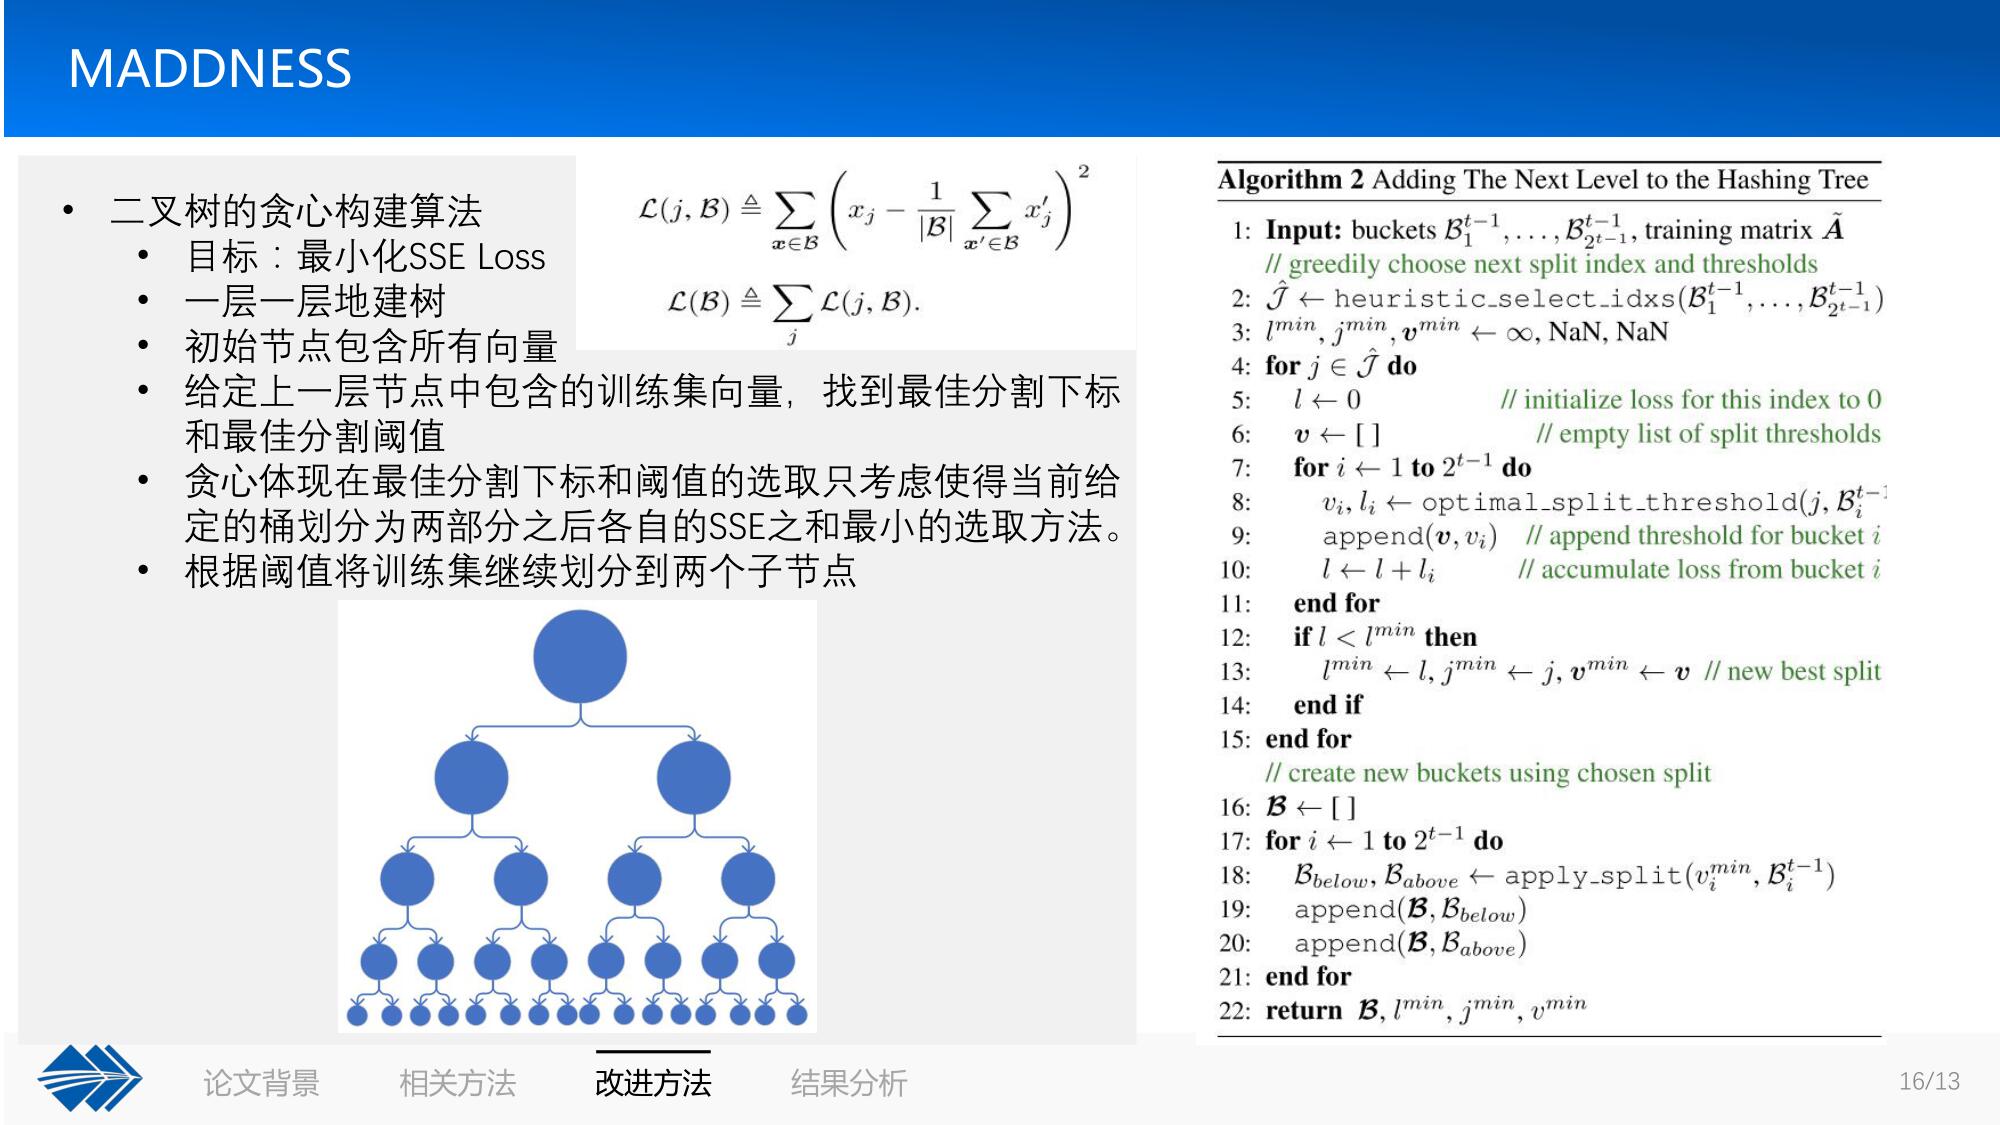 MADDNESS
• 二叉树的贪心构建算法
• 目标：最小化SSE Loss
• 一层一层地建树
• 初始节点包含所有向量
• 给定上一层节点中包含的训练集向量，找到最佳分割下标
和最佳分割阈值
• 贪心体现在最佳分割下标和阈值的选取只考虑使得当前给
定的桶划分为两部分之后各自的SSE之和最小的选取方法。
• 根据阈值将训练集继续划分到两个子节点
$\mathcal{L}(j, \mathcal{B}) \triangleq \sum_{x \in \mathcal{B}} \left( x_j - \frac{1}{|\mathcal{B}|} \sum_{x' \in \mathcal{B}} x'_j \right)^2$
$\mathcal{L}(\mathcal{B}) \triangleq \sum_j \mathcal{L}(j, \mathcal{B}).$
Algorithm 2 Adding The Next Level to the Hashing Tree
1: Input: buckets $\mathcal{B}_1^{t-1}, \ldots, \mathcal{B}_{2^{t-1}}^{t-1}$, training matrix $\tilde{A}$
// greedily choose next split index and thresholds
2: $\hat{\mathcal{J}} \leftarrow$ heuristic_select_idxs($\mathcal{B}_1^{t-1}, \ldots, \mathcal{B}_{2^{t-1}}^{t-1}$)
3: $l^{min}, j^{min}, v^{min} \leftarrow \infty$, NaN, NaN
4: for $j \in \hat{\mathcal{J}}$ do
5: $l \leftarrow 0$ // initialize loss for this index to 0
6: $v \leftarrow [\,]$ // empty list of split thresholds
7: for $i \leftarrow 1$ to $2^{t-1}$ do
8: $v_i, l_i \leftarrow$ optimal_split_threshold($j, \mathcal{B}_i^{t-1}$
9: append($v, v_i$) // append threshold for bucket $i$
10: $l \leftarrow l + l_i$ // accumulate loss from bucket $i$
11: end for
12: if $l < l^{min}$ then
13: $l^{min} \leftarrow l, j^{min} \leftarrow j, v^{min} \leftarrow v$ // new best split
14: end if
15: end for
// create new buckets using chosen split
16: $\mathcal{B} \leftarrow [\,]$
17: for $i \leftarrow 1$ to $2^{t-1}$ do
18: $\mathcal{B}_{below}, \mathcal{B}_{above} \leftarrow$ apply_split($v_i^{min}, \mathcal{B}_i^{t-1}$)
19: append($\mathcal{B}, \mathcal{B}_{below}$)
20: append($\mathcal{B}, \mathcal{B}_{above}$)
21: end for
22: return $\mathcal{B}, l^{min}, j^{min}, v^{min}$
论文背景 相关方法 改进方法 结果分析 16/13